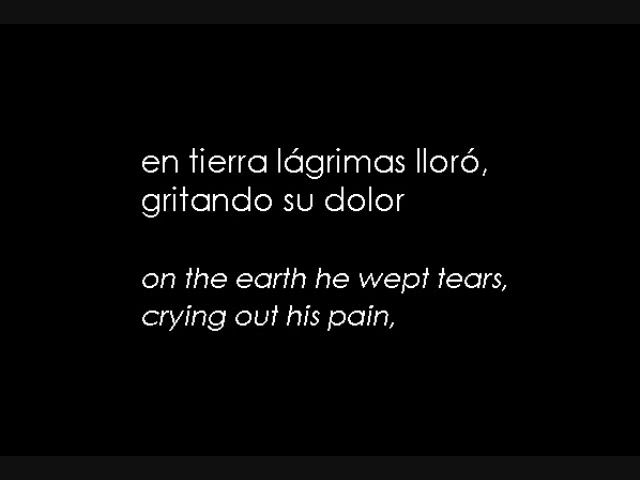 en tierra lágrimas lloró,
gritando su dolor
on the earth he wept tears,
crying out his pain,